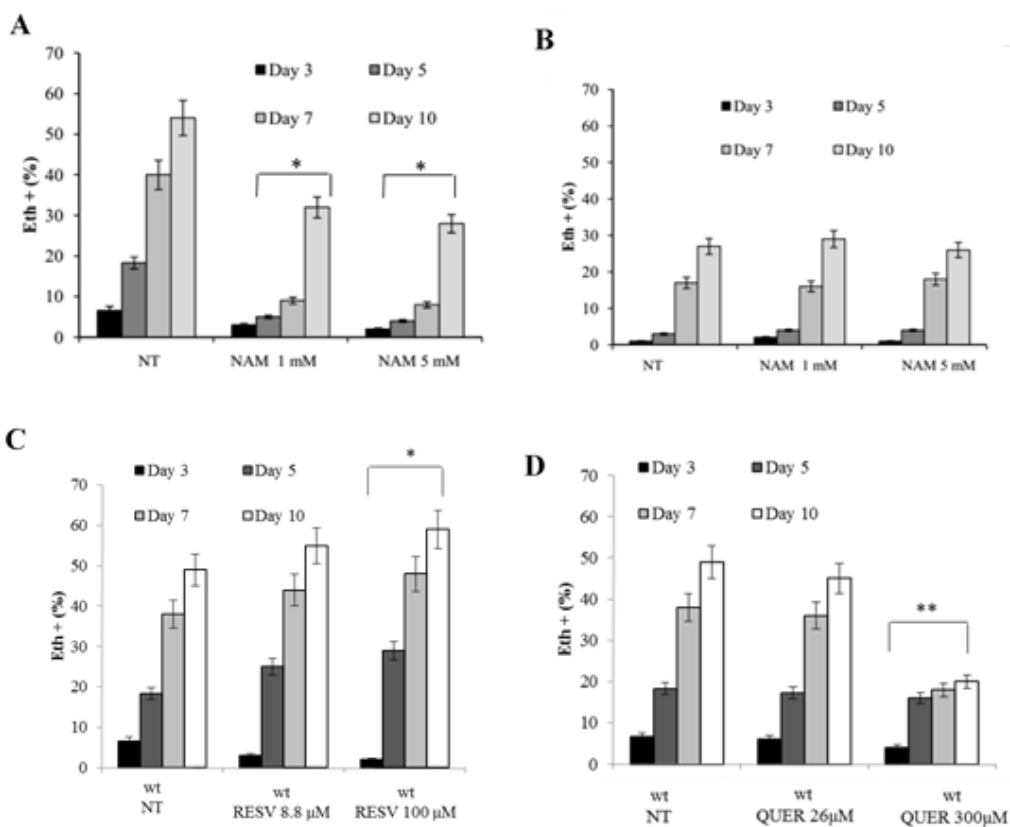 A
70
60
50
40
30
20
10
0
Eth + (%)
Day 3 Day 5
Day 7 Day 10
* *
NT NAM 1 mM NAM 5 mM
B
70
60
50
40
30
20
10
0
Eth + (%)
Day 3 Day 5
Day 7 Day 10
NT NAM 1 mM NAM 5 mM
C
70
60
50
40
30
20
10
0
Eth + (%)
Day 3 Day 5
Day 7 Day 10
*
wt wt wt
NT RESV 8.8 µM RESV 100 µM
D
70
60
50
40
30
20
10
0
Eth + (%)
Day 3 Day 5
Day 7 Day 10
**
wt wt wt
NT QUER 26µM QUER 300µM